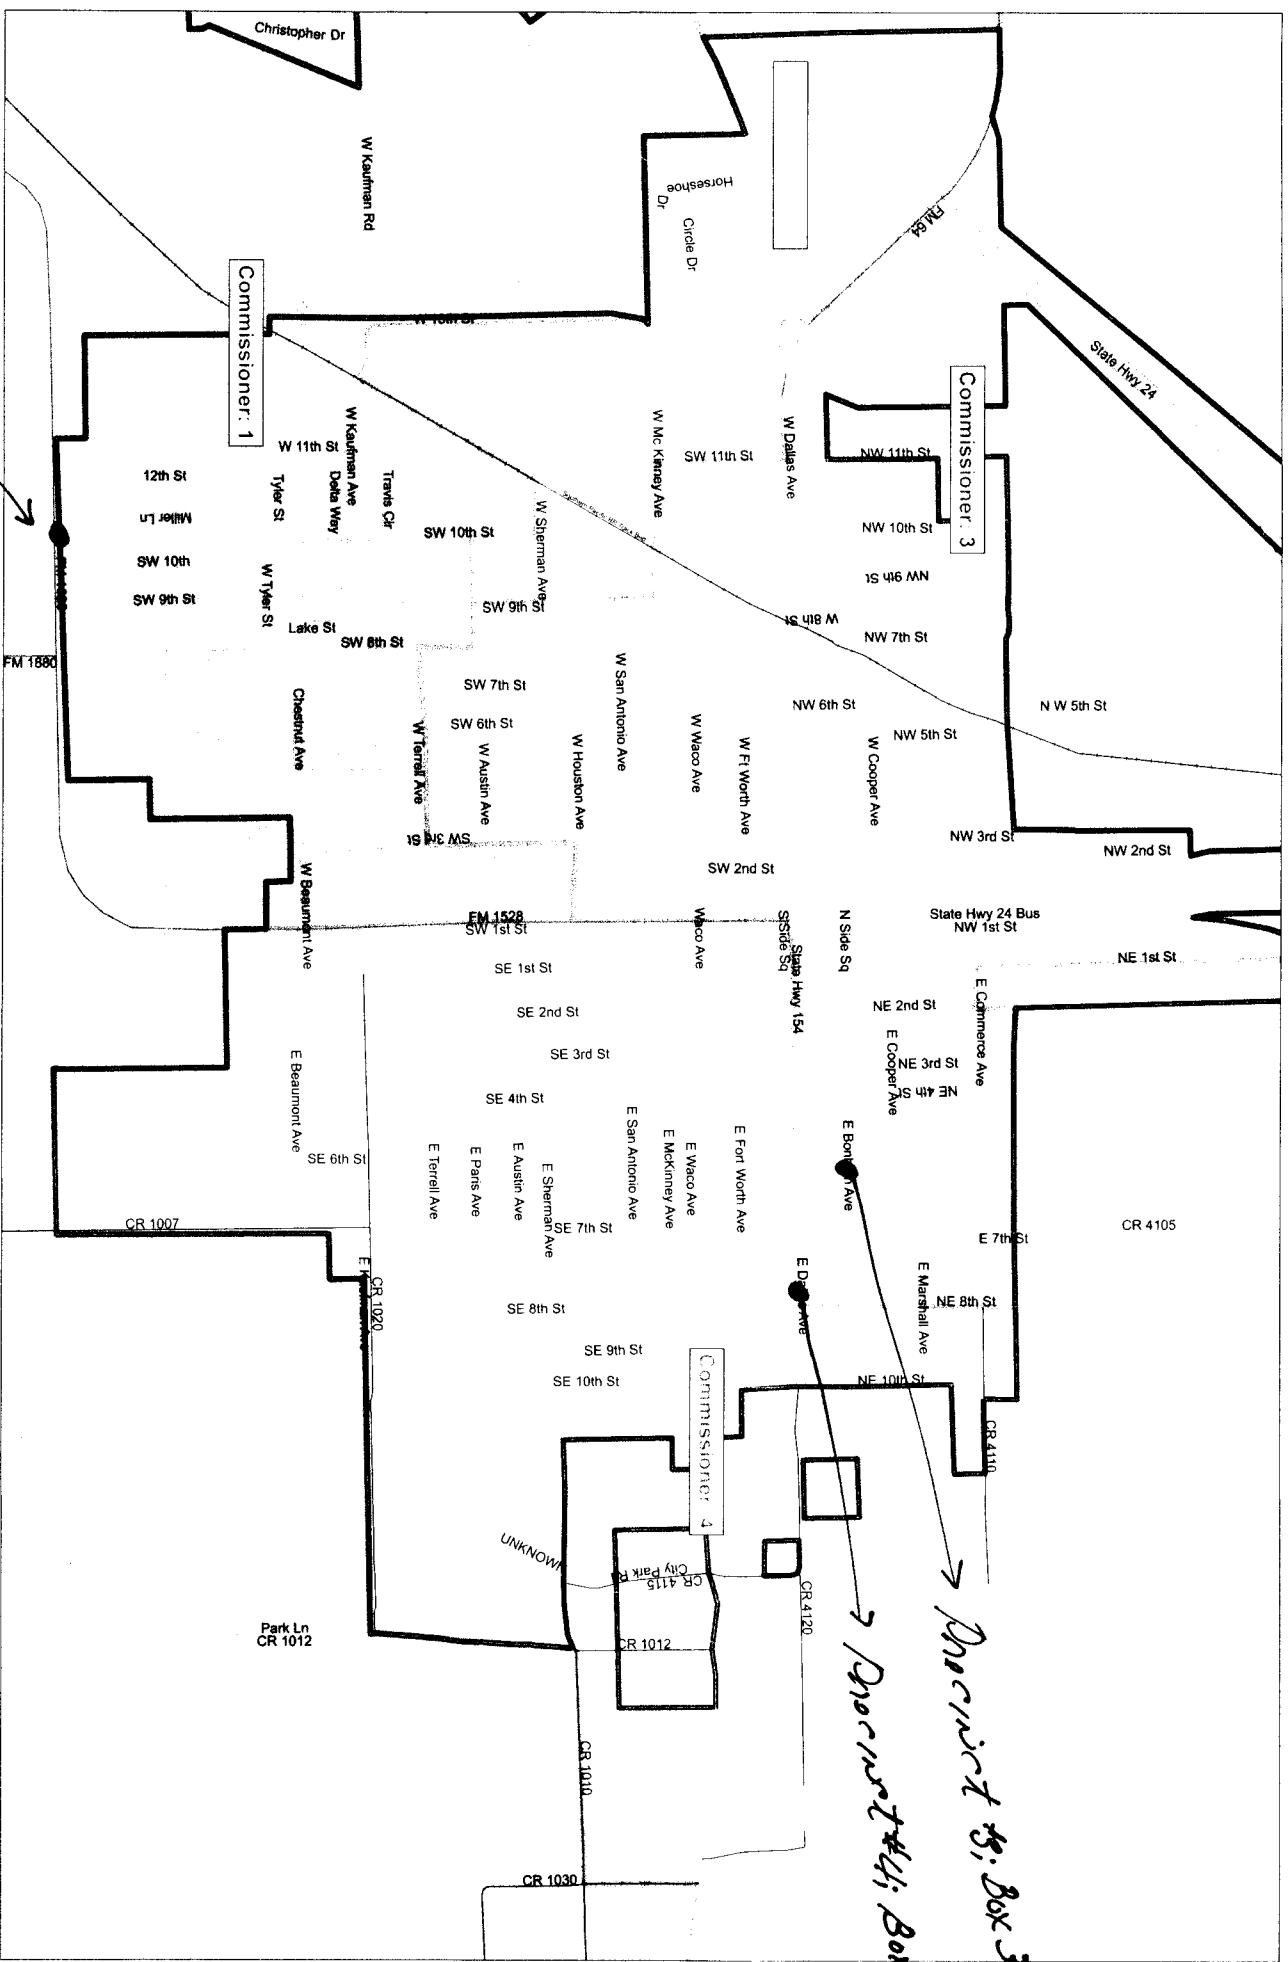 Christopher Dr
W Kaufman Rd
Horseshoe
Dr
Circle Dr
FM 64
State Hwy 24
Commissioner: 1
W 10th St
Commissioner: 3
W 11th St
W Kaufman Ave
Delta Way
Travis Cir
Tyler St
12th St
Miller Ln
SW 10th
SW 9th St
W Tyler St
Lake St
SW 8th St
SW 10th St
W Sherman Ave
SW 9th St
W Mc Kinney Ave
SW 11th St
W Dallas Ave
NW 11th St
NW 10th St
NW 9th St
W 8th St
NW 7th St
FM 1880
Chestnut Ave
W Terrell Ave
SW 7th St
SW 6th St
W Austin Ave
W Houston Ave
W San Antonio Ave
W Waco Ave
W Ft Worth Ave
NW 6th St
NW 5th St
W Cooper Ave
N W 5th St
SW 3rd St
NW 3rd St
NW 2nd St
SW 2nd St
W Beaumont Ave
FM 1528
SW 1st St
Waco Ave
S Side Sq
State Hwy 154
N Side Sq
State Hwy 24 Bus
NW 1st St
NE 1st St
SE 1st St
SE 2nd St
SE 3rd St
SE 4th St
NE 2nd St
E Commerce Ave
E Cooper Ave
NE 3rd St
NE 4th St
E Beaumont Ave
SE 6th St
E Terrell Ave
E Paris Ave
E Austin Ave
E Sherman Ave
E San Antonio Ave
E McKinney Ave
E Waco Ave
E Fort Worth Ave
SE 7th St
CR 1007
CR 1020
E 7th St
CR 4105
E Marshall Ave
NE 8th St
SE 8th St
SE 9th St
SE 10th St
NE 10th St
Commissioner: 4
CR 4110
UNKNOWN
City Park R
CR 4115
CR 4120
CR 1012
Park Ln
CR 1012
CR 1010
CR 1030
Precinct #3; Box 3
Precinct #4; Box